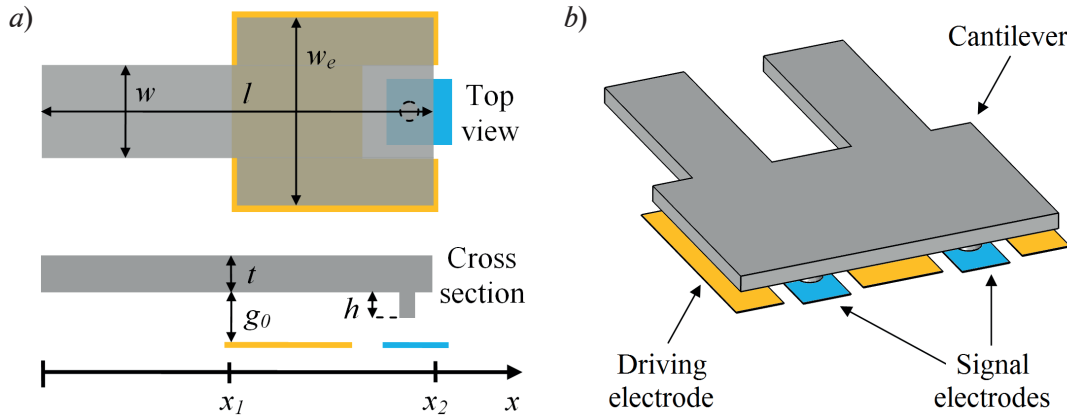 a)
w
l
w_e
Top
view
t
g_0
h
Cross
section
x_1
x_2
x
b)
Cantilever
Driving
electrode
Signal
electrodes